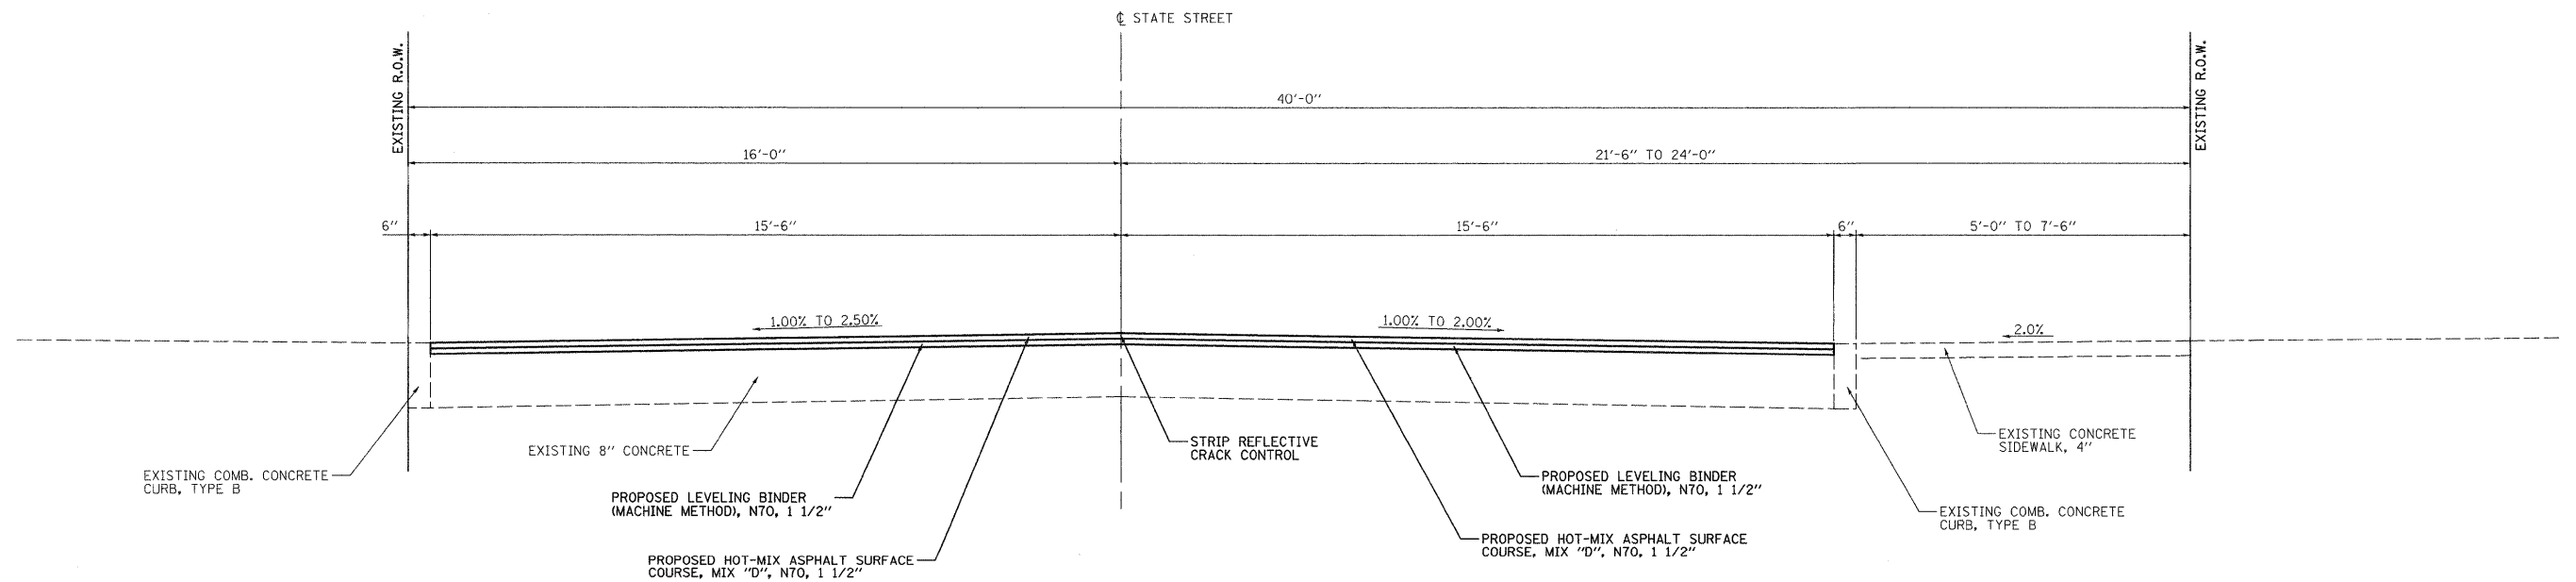 ℄ STATE STREET
EXISTING R.O.W.
EXISTING R.O.W.
40'-0"
16'-0"
21'-6" TO 24'-0"
6"
15'-6"
15'-6"
6"
5'-0" TO 7'-6"
1.00% TO 2.50%
1.00% TO 2.00%
2.0%
EXISTING 8" CONCRETE
STRIP REFLECTIVE
CRACK CONTROL
EXISTING CONCRETE
SIDEWALK, 4"
EXISTING COMB. CONCRETE
CURB, TYPE B
PROPOSED LEVELING BINDER
(MACHINE METHOD), N70, 1 1/2"
PROPOSED LEVELING BINDER
(MACHINE METHOD), N70, 1 1/2"
EXISTING COMB. CONCRETE
CURB, TYPE B
PROPOSED HOT-MIX ASPHALT SURFACE
COURSE, MIX "D", N70, 1 1/2"
PROPOSED HOT-MIX ASPHALT SURFACE
COURSE, MIX "D", N70, 1 1/2"